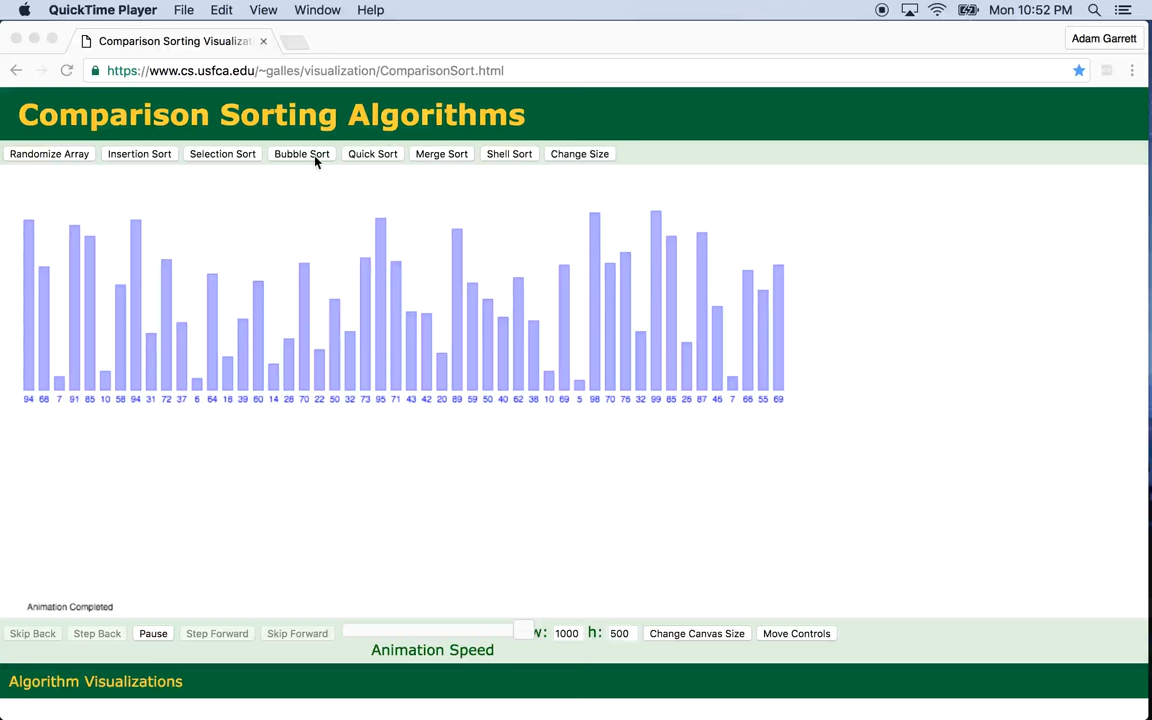 QuickTime Player File Edit View Window Help Mon 10:52 PM
Comparison Sorting Visualizat Adam Garrett
https://www.cs.usfca.edu/~galles/visualization/ComparisonSort.html
Comparison Sorting Algorithms
Randomize Array Insertion Sort Selection Sort Bubble Sort Quick Sort Merge Sort Shell Sort Change Size
94 68 7 91 85 10 58 94 31 72 37 6 64 18 39 60 14 28 70 22 50 32 73 95 71 43 42 20 89 59 50 40 62 38 10 69 5 98 70 76 32 99 85 26 87 46 7 66 55 69
Animation Completed
Skip Back Step Back Pause Step Forward Skip Forward w: 1000 h: 500 Change Canvas Size Move Controls
Animation Speed
Algorithm Visualizations